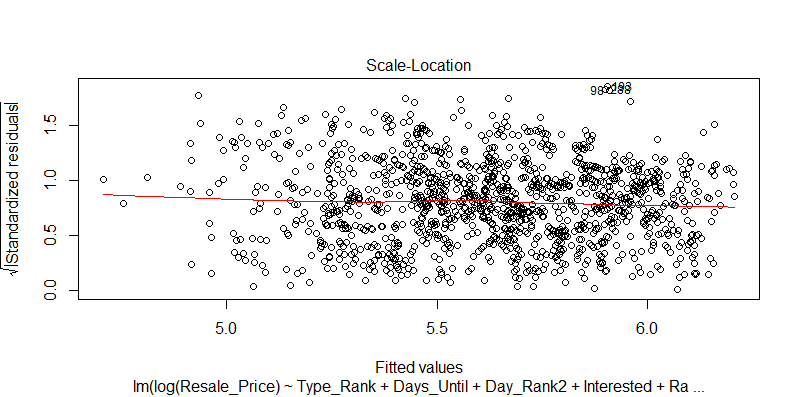 Scale-Location
√|Standardized residuals|
1.5
1.0
0.5
0.0
5.0 5.5 6.0
Fitted values
lm(log(Resale_Price) ~ Type_Rank + Days_Until + Day_Rank2 + Interested + Ra ...